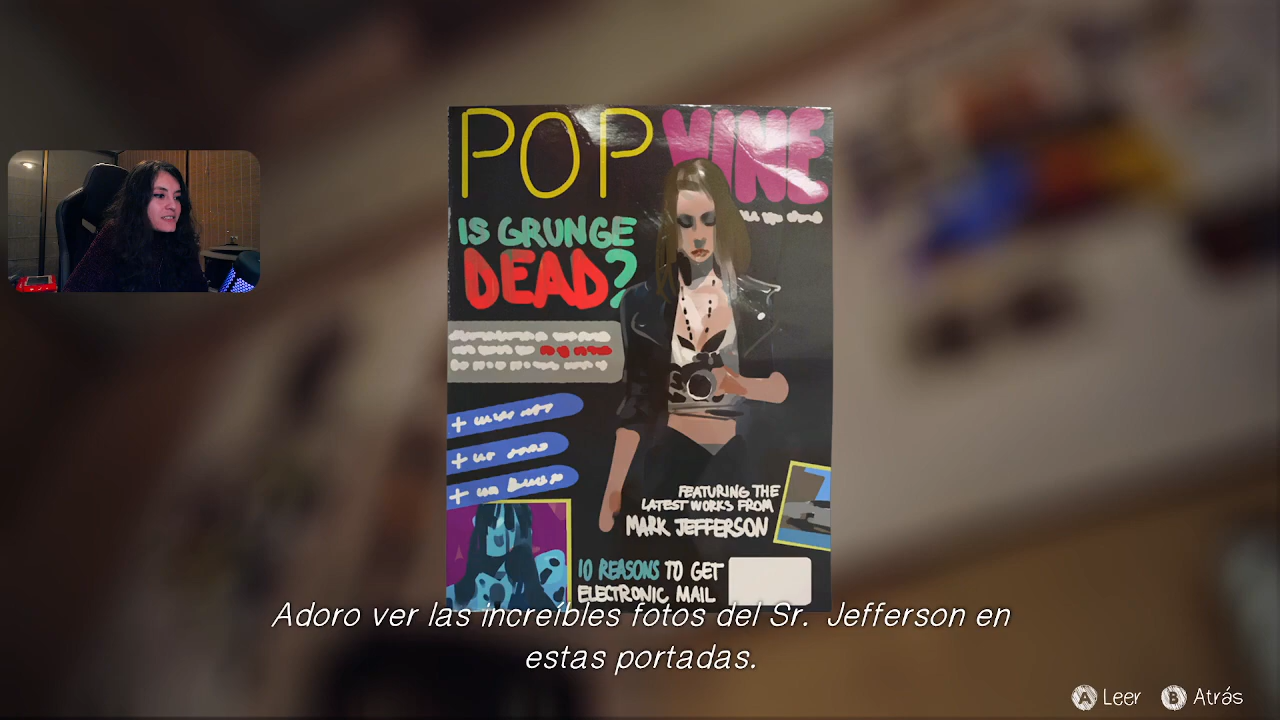 POP VINE
IS GRUNGE
DEAD?
FEATURING THE
LATEST WORKS FROM
MARK JEFFERSON
10 REASONS TO GET
ELECTRONIC MAIL
Adoro ver las increíbles fotos del Sr. Jefferson en
estas portadas.
A Leer B Atrás